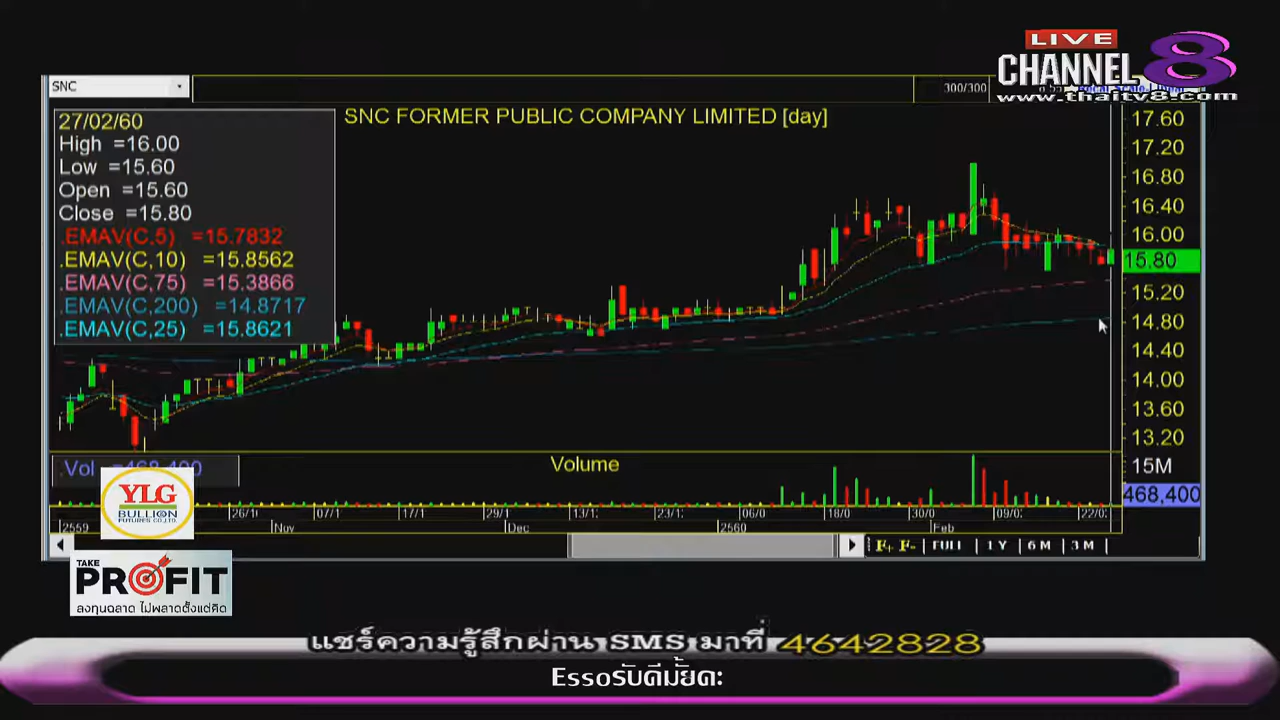 LIVE
CHANNEL 8
www.thaitv8.com
SNC
300/300
27/02/60
High =16.00
Low =15.60
Open =15.60
Close =15.80
.EMAV(C,5) =15.7832
.EMAV(C,10) =15.8562
.EMAV(C,75) =15.3866
.EMAV(C,200) =14.8717
.EMAV(C,25) =15.8621
SNC FORMER PUBLIC COMPANY LIMITED [day]
17.60
17.20
16.80
16.40
16.00
15.80
15.20
14.80
14.40
14.00
13.60
13.20
.Vol =468,400
Volume
15M
468,400
2559 26/1 Nov 07/1 17/1 29/1 Dec 13/1 23/1 2560 06/0 18/0 30/0 Feb 09/0 22/0
F+ F- FULL 1 Y 6 M 3 M
YLG
BULLION
FUTURES CO.,LTD.
TAKE
PROFIT
ลงทุนฉลาด ไม่พลาดตั้งแต่คิด
แชร์ความรู้สึกผ่าน SMS มาที่ 4642828
Essoรับดีมั้ยคะ